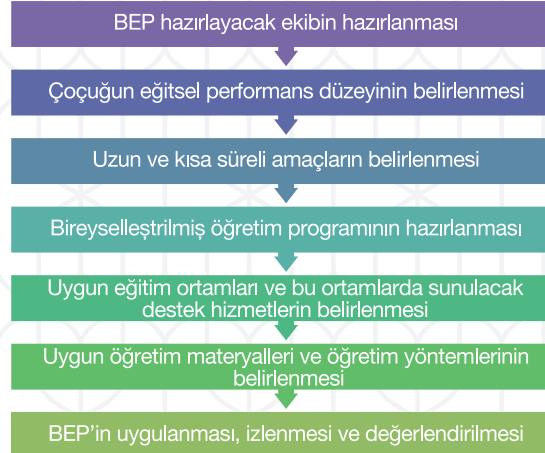 BEP hazırlayacak ekibin hazırlanması
Çoçuğun eğitsel performans düzeyinin belirlenmesi
Uzun ve kısa süreli amaçların belirlenmesi
Bireyselleştrilmiş öğretim programının hazırlanması
Uygun eğitim ortamları ve bu ortamlarda sunulacak
destek hizmetlerin belirlenmesi
Uygun öğretim materyalleri ve öğretim yöntemlerinin
belirlenmesi
BEP’in uygulanması, izlenmesi ve değerlendirilmesi